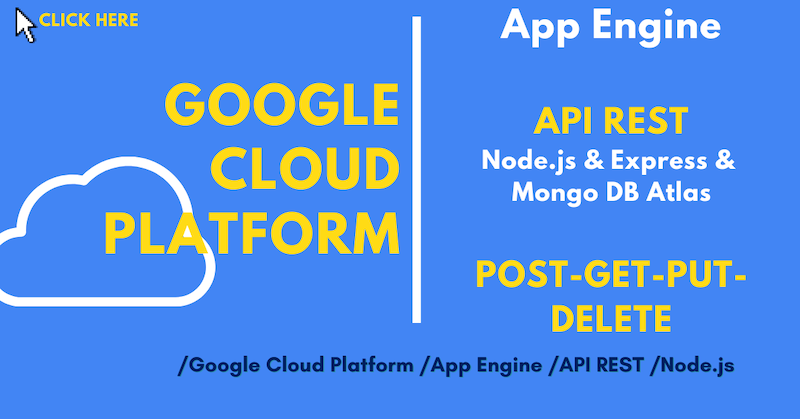 CLICK HERE
GOOGLE
CLOUD
PLATFORM
App Engine
API REST
Node.js & Express &
Mongo DB Atlas
POST-GET-PUT-
DELETE
/Google Cloud Platform /App Engine /API REST /Node.js